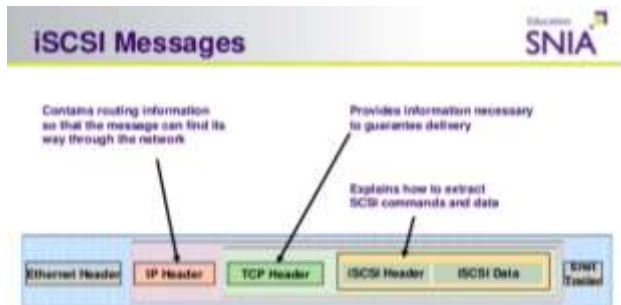 iSCSI Messages
Education
SNIA
Contains routing information
so that the message can find its
way through the network
Provides information necessary
to guarantee delivery
Explains how to extract
SCSI commands and data
Ethernet Header
IP Header
TCP Header
iSCSI Header
iSCSI Data
Enet
Trailer